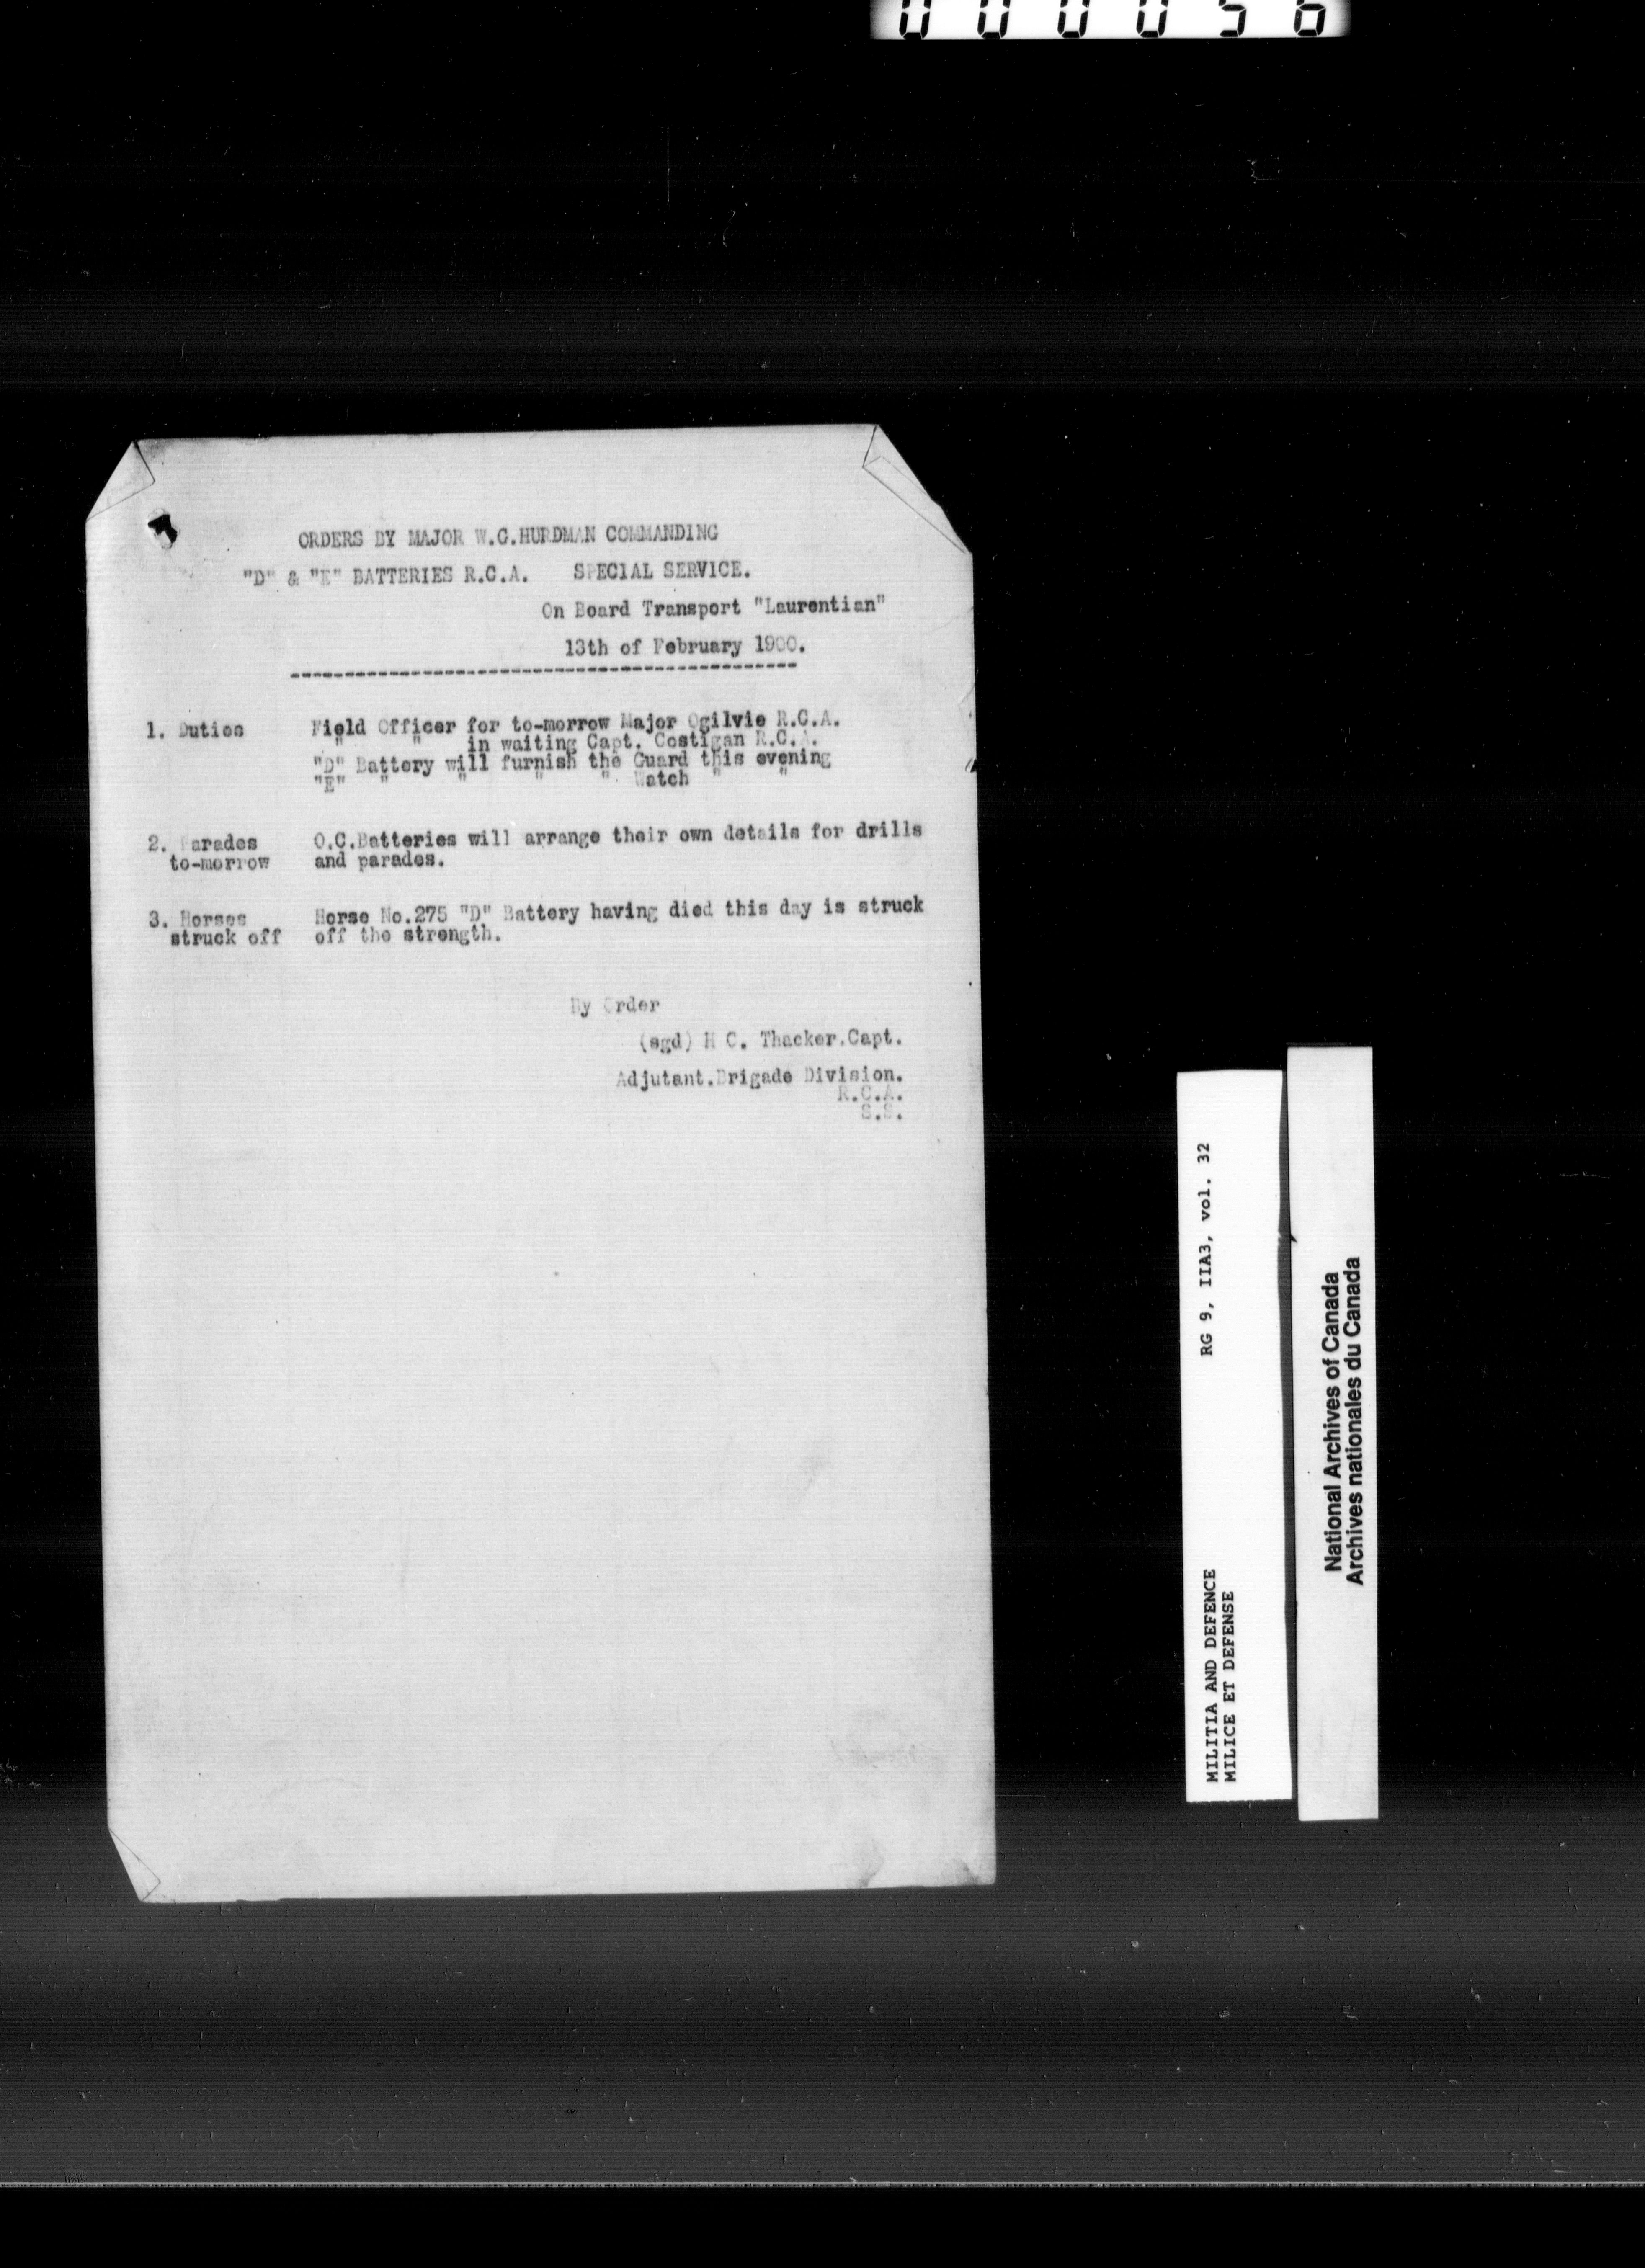 000056
ORDERS BY MAJOR W.G.HURDMAN COMMANDING
"D" & "E" BATTERIES R.C.A. SPECIAL SERVICE.
On Board Transport "Laurentian"
13th of February 1900.
----------------------------------------------
1. Duties Field Officer for to-morrow Major Ogilvie R.C.A.
" " in waiting Capt. Costigan R.C.A.
"D" Battery will furnish the Guard this evening
"E" " " " " Watch " "
2. Parades O.C.Batteries will arrange their own details for drills
to-morrow and parades.
3. Horses Horse No.275 "D" Battery having died this day is struck
struck off off the strength.
By Order
(sgd) H C. Thacker.Capt.
Adjutant.Brigade Division.
R.C.A.
S.S.
MILITIA AND DEFENCE RG 9, IIA3, vol. 32
MILICE ET DEFENSE
National Archives of Canada
Archives nationales du Canada